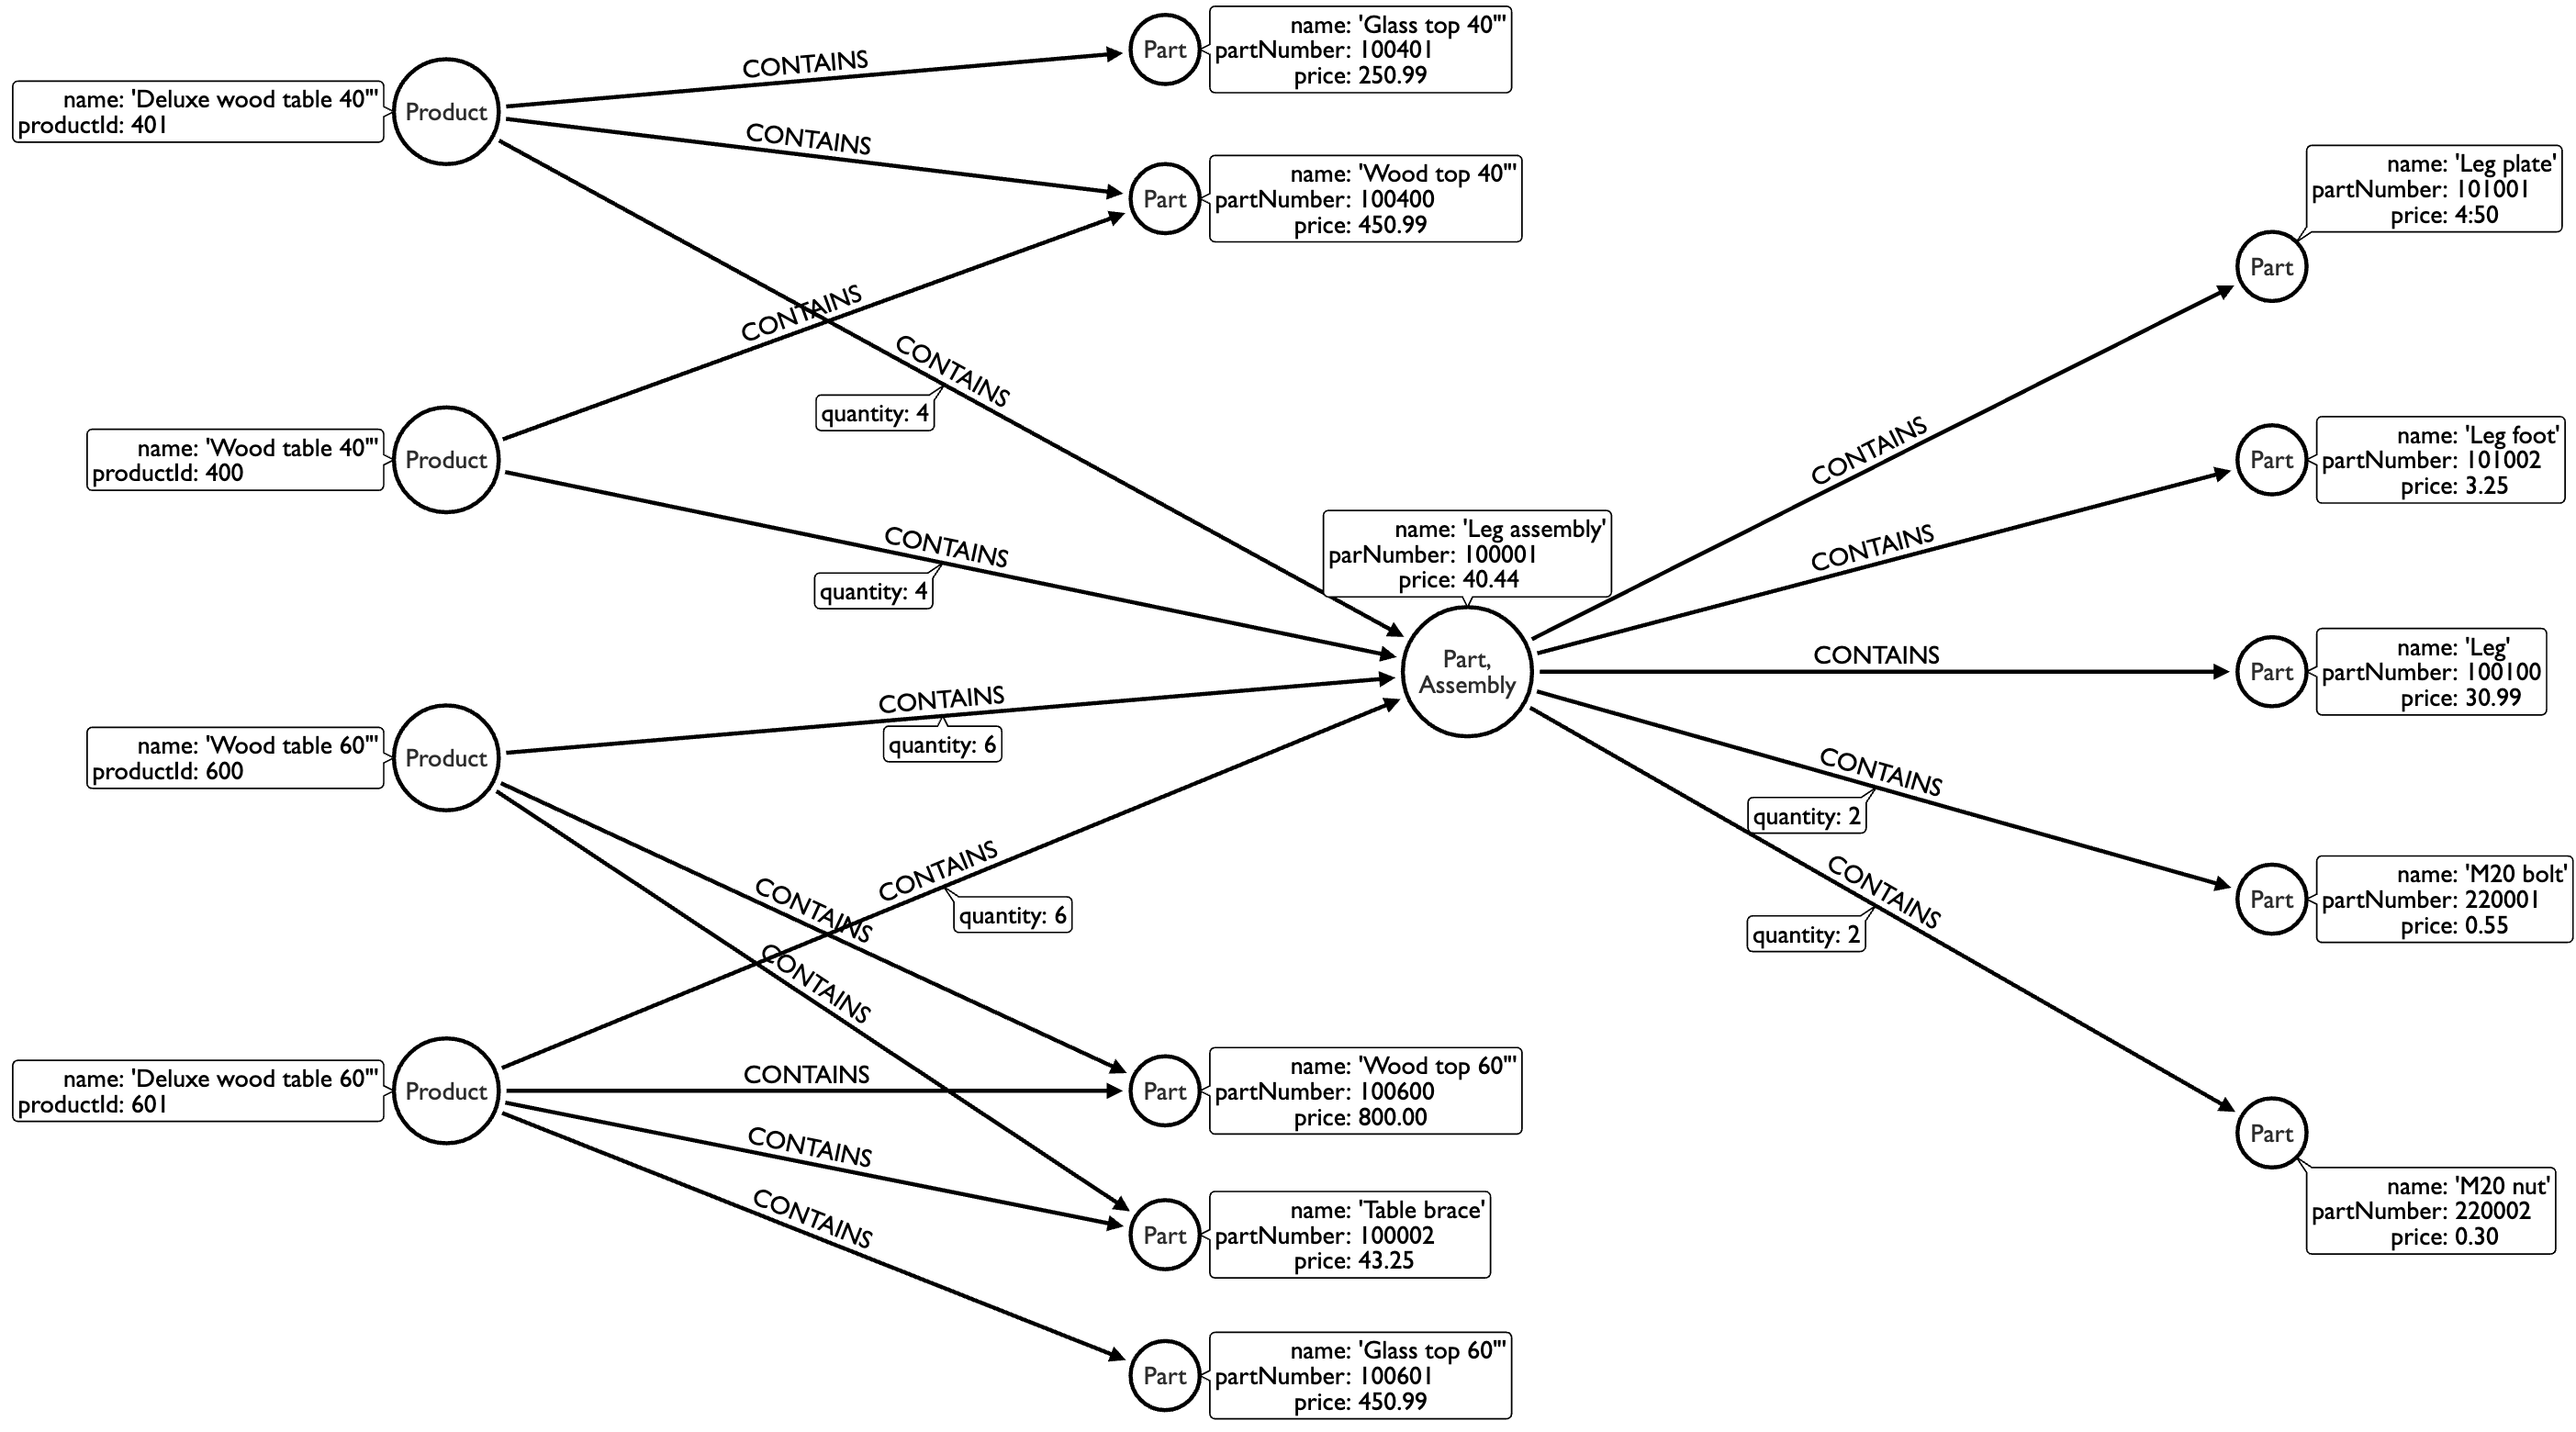 name: 'Glass top 40"'
partNumber: 100401
price: 250.99
Part
CONTAINS
name: 'Deluxe wood table 40"'
productId: 401
Product
CONTAINS
name: 'Wood top 40"'
partNumber: 100400
price: 450.99
Part
name: 'Leg plate'
partNumber: 101001
price: 4:50
Part
CONTAINS
CONTAINS
quantity: 4
name: 'Wood table 40"'
productId: 400
Product
CONTAINS
name: 'Leg foot'
partNumber: 101002
price: 3.25
Part
CONTAINS
quantity: 4
CONTAINS
name: 'Leg assembly'
parNumber: 100001
price: 40.44
Part,
Assembly
CONTAINS
name: 'Leg'
partNumber: 100100
price: 30.99
Part
CONTAINS
quantity: 6
name: 'Wood table 60"'
productId: 600
Product
CONTAINS
quantity: 2
name: 'M20 bolt'
partNumber: 220001
price: 0.55
Part
CONTAINS
quantity: 6
CONTAINS
CONTAINS
quantity: 2
CONTAINS
name: 'Deluxe wood table 60"'
productId: 601
Product
CONTAINS
name: 'Wood top 60"'
partNumber: 100600
price: 800.00
Part
CONTAINS
name: 'Table brace'
partNumber: 100002
price: 43.25
Part
Part
name: 'M20 nut'
partNumber: 220002
price: 0.30
CONTAINS
name: 'Glass top 60"'
partNumber: 100601
price: 450.99
Part